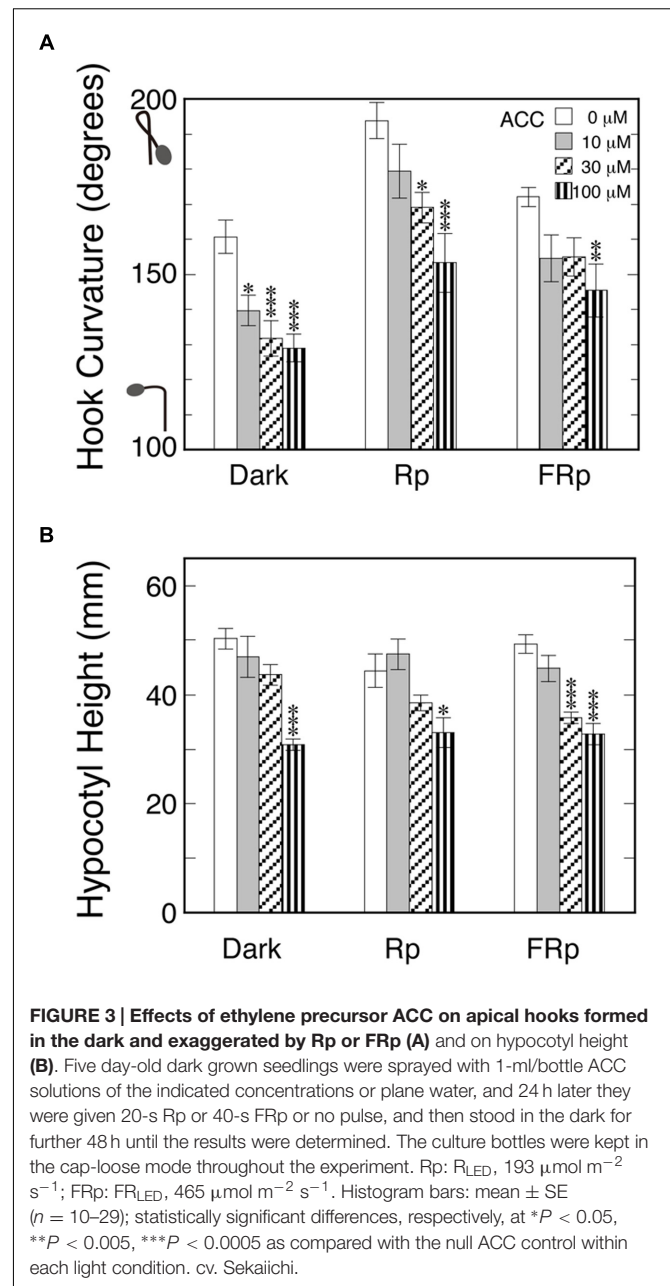 A
Hook Curvature (degrees)
200
150
100
ACC
0 μM
10 μM
30 μM
100 μM
*
***
***
*
***
**
Dark Rp FRp
B
Hypocotyl Height (mm)
60
40
20
0
***
*
***
***
Dark Rp FRp
FIGURE 3 | Effects of ethylene precursor ACC on apical hooks formed
in the dark and exaggerated by Rp or FRp (A) and on hypocotyl height
(B). Five day-old dark grown seedlings were sprayed with 1-ml/bottle ACC
solutions of the indicated concentrations or plane water, and 24 h later they
were given 20-s Rp or 40-s FRp or no pulse, and then stood in the dark for
further 48 h until the results were determined. The culture bottles were kept in
the cap-loose mode throughout the experiment. Rp: R_LED, 193 μmol m⁻²
s⁻¹; FRp: FR_LED, 465 μmol m⁻² s⁻¹. Histogram bars: mean ± SE
(n = 10–29); statistically significant differences, respectively, at *P < 0.05,
**P < 0.005, ***P < 0.0005 as compared with the null ACC control within
each light condition. cv. Sekaiichi.